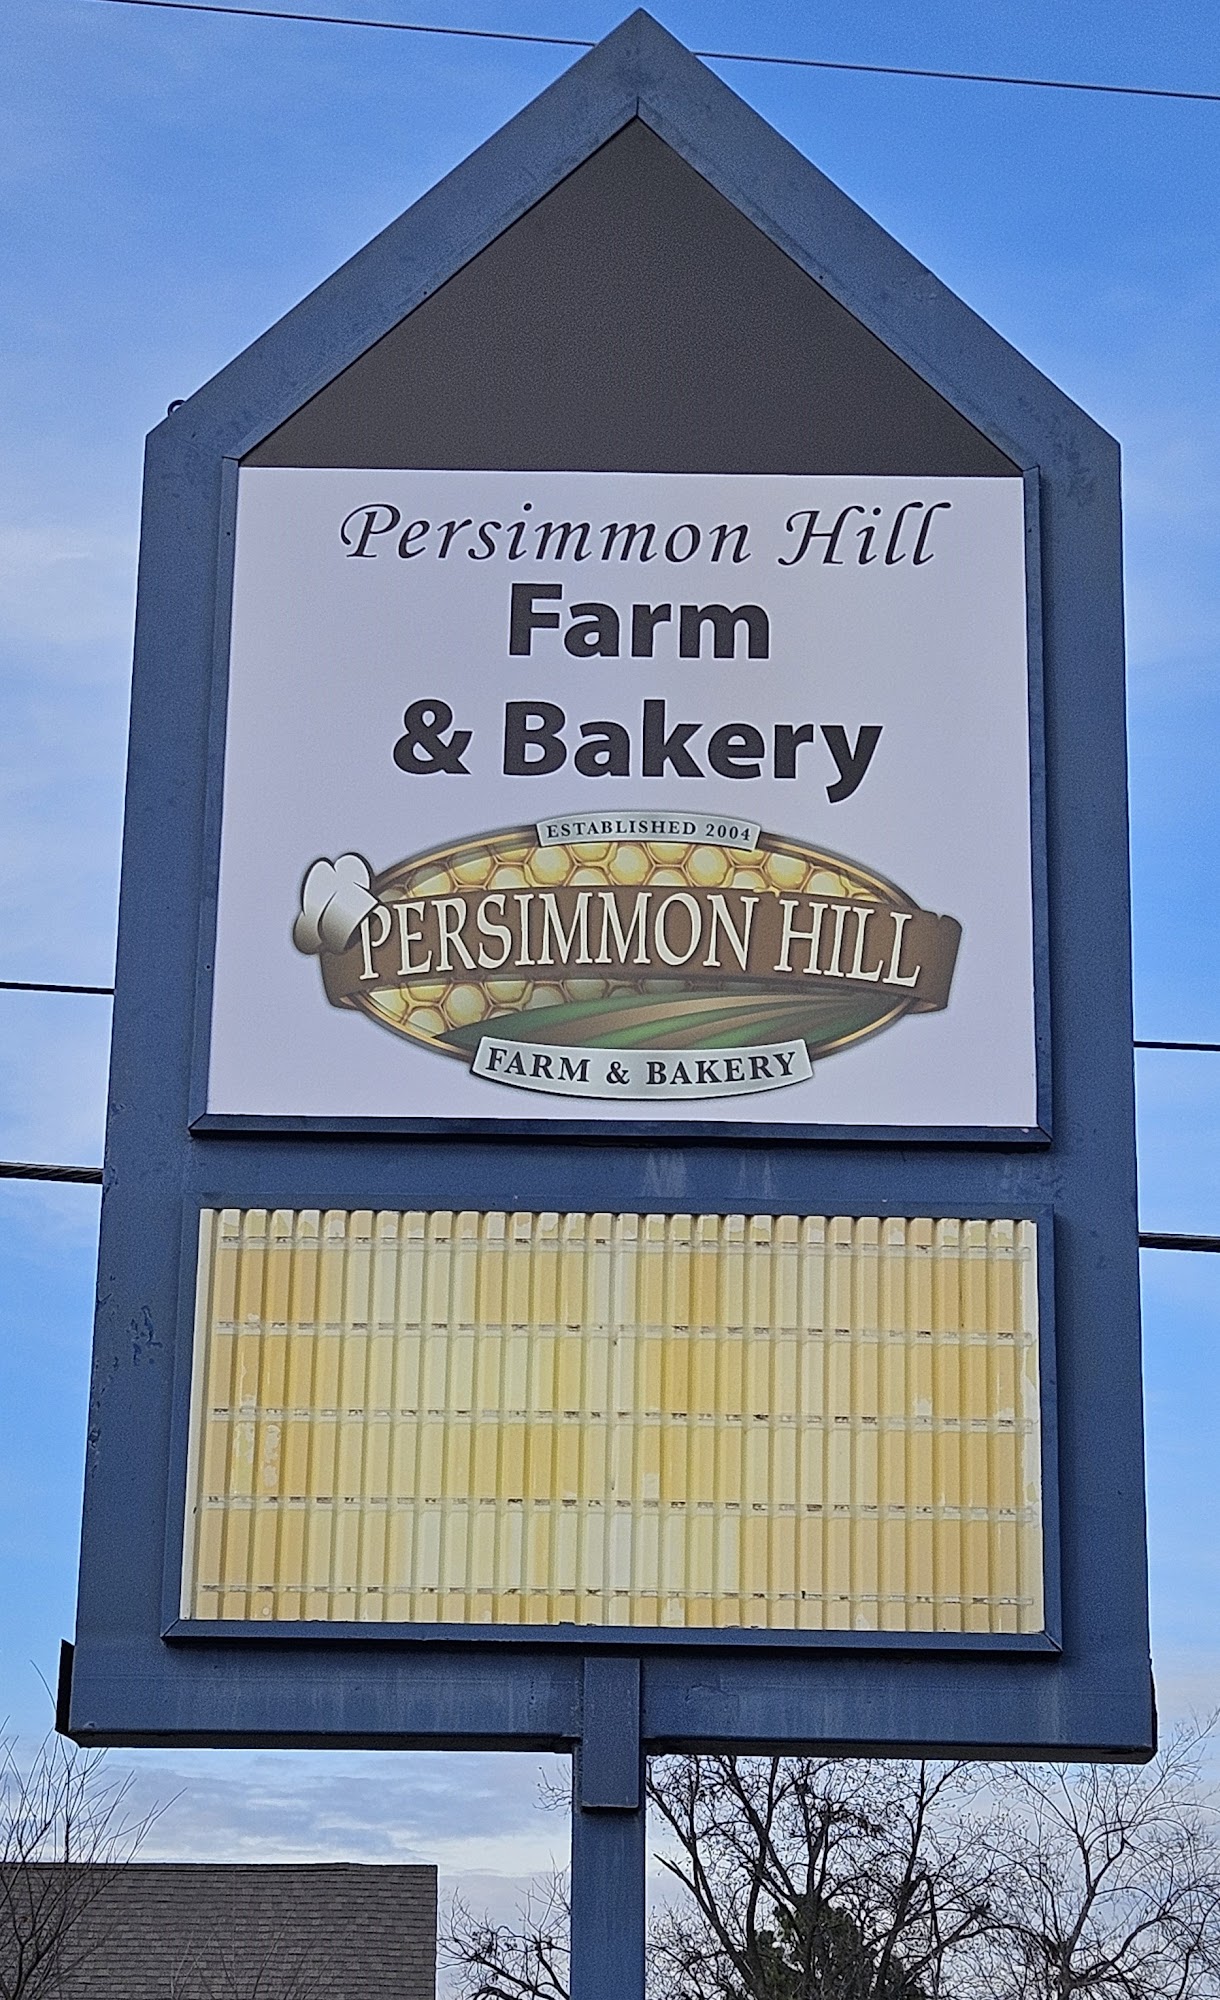 Persimmon Hill
Farm
& Bakery
ESTABLISHED 2004
PERSIMMON HILL
FARM & BAKERY